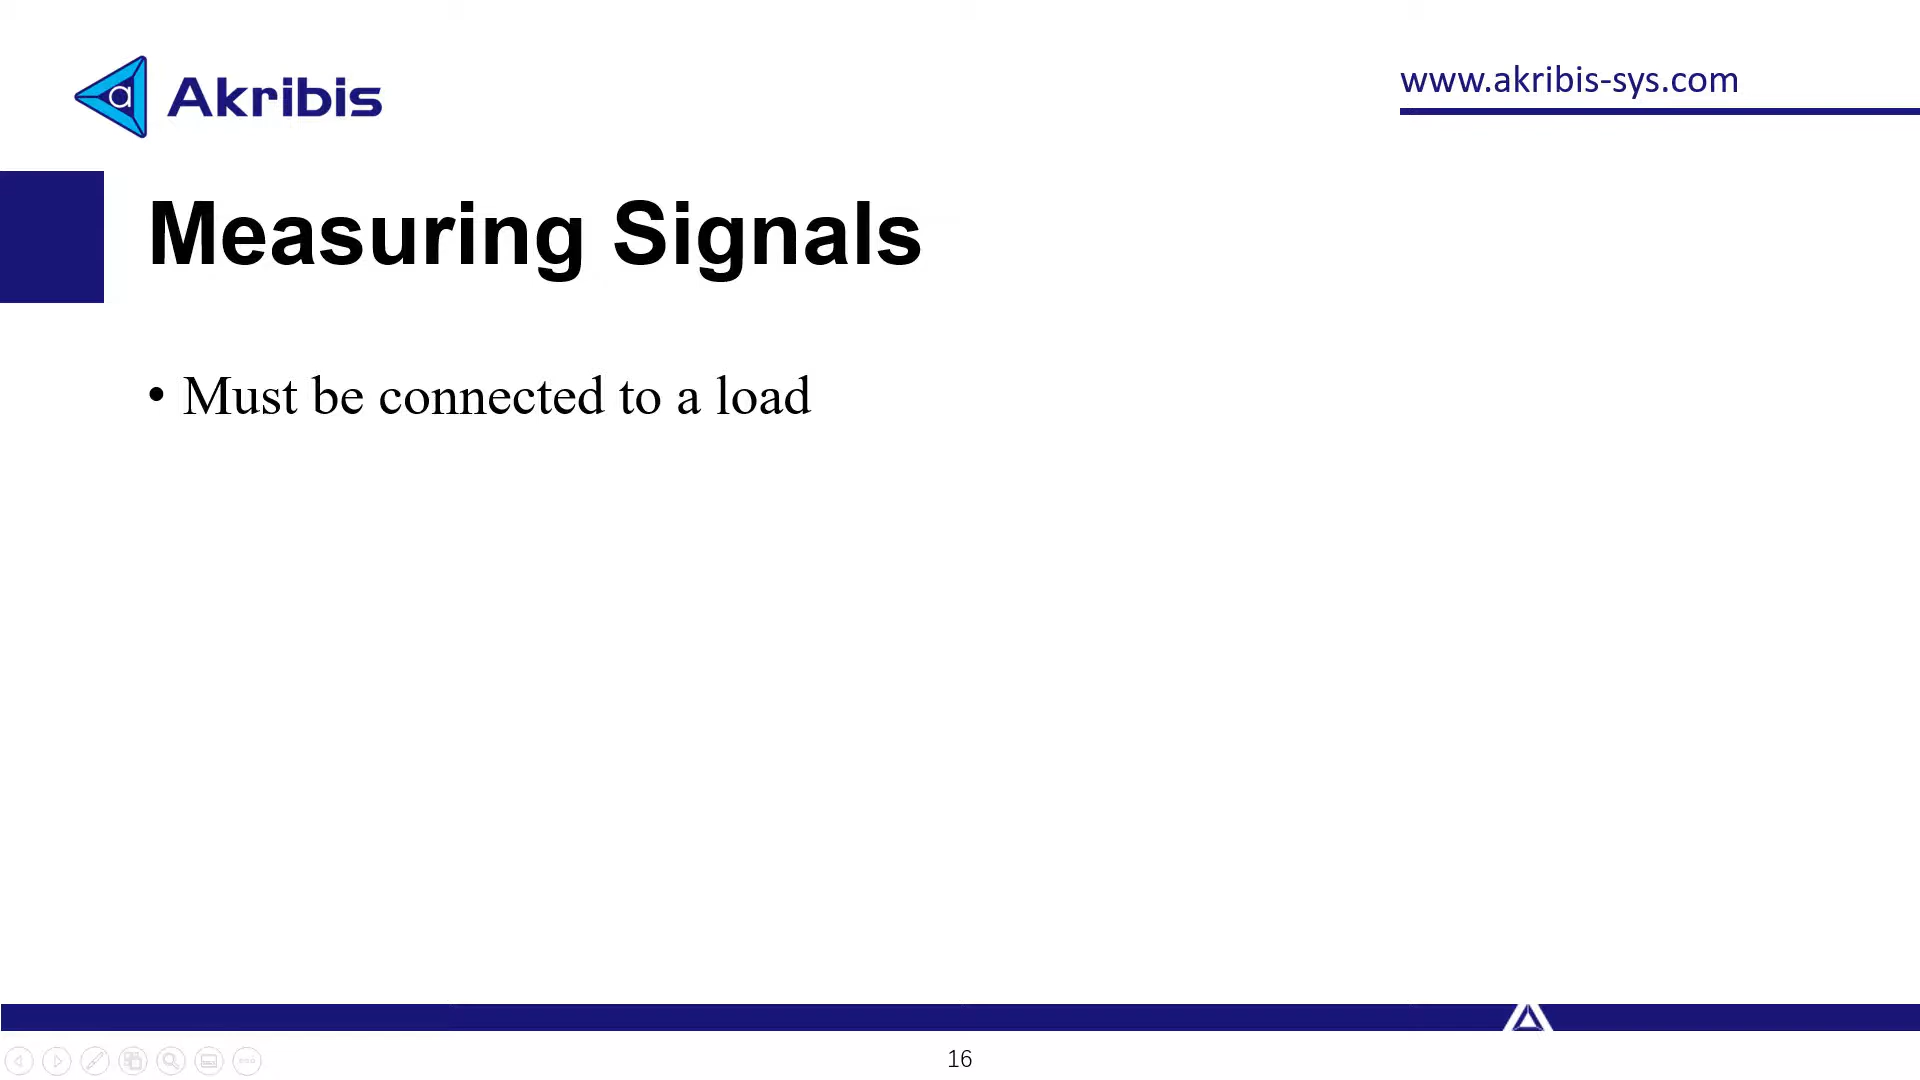 Akribis
www.akribis-sys.com
Measuring Signals
• Must be connected to a load
16